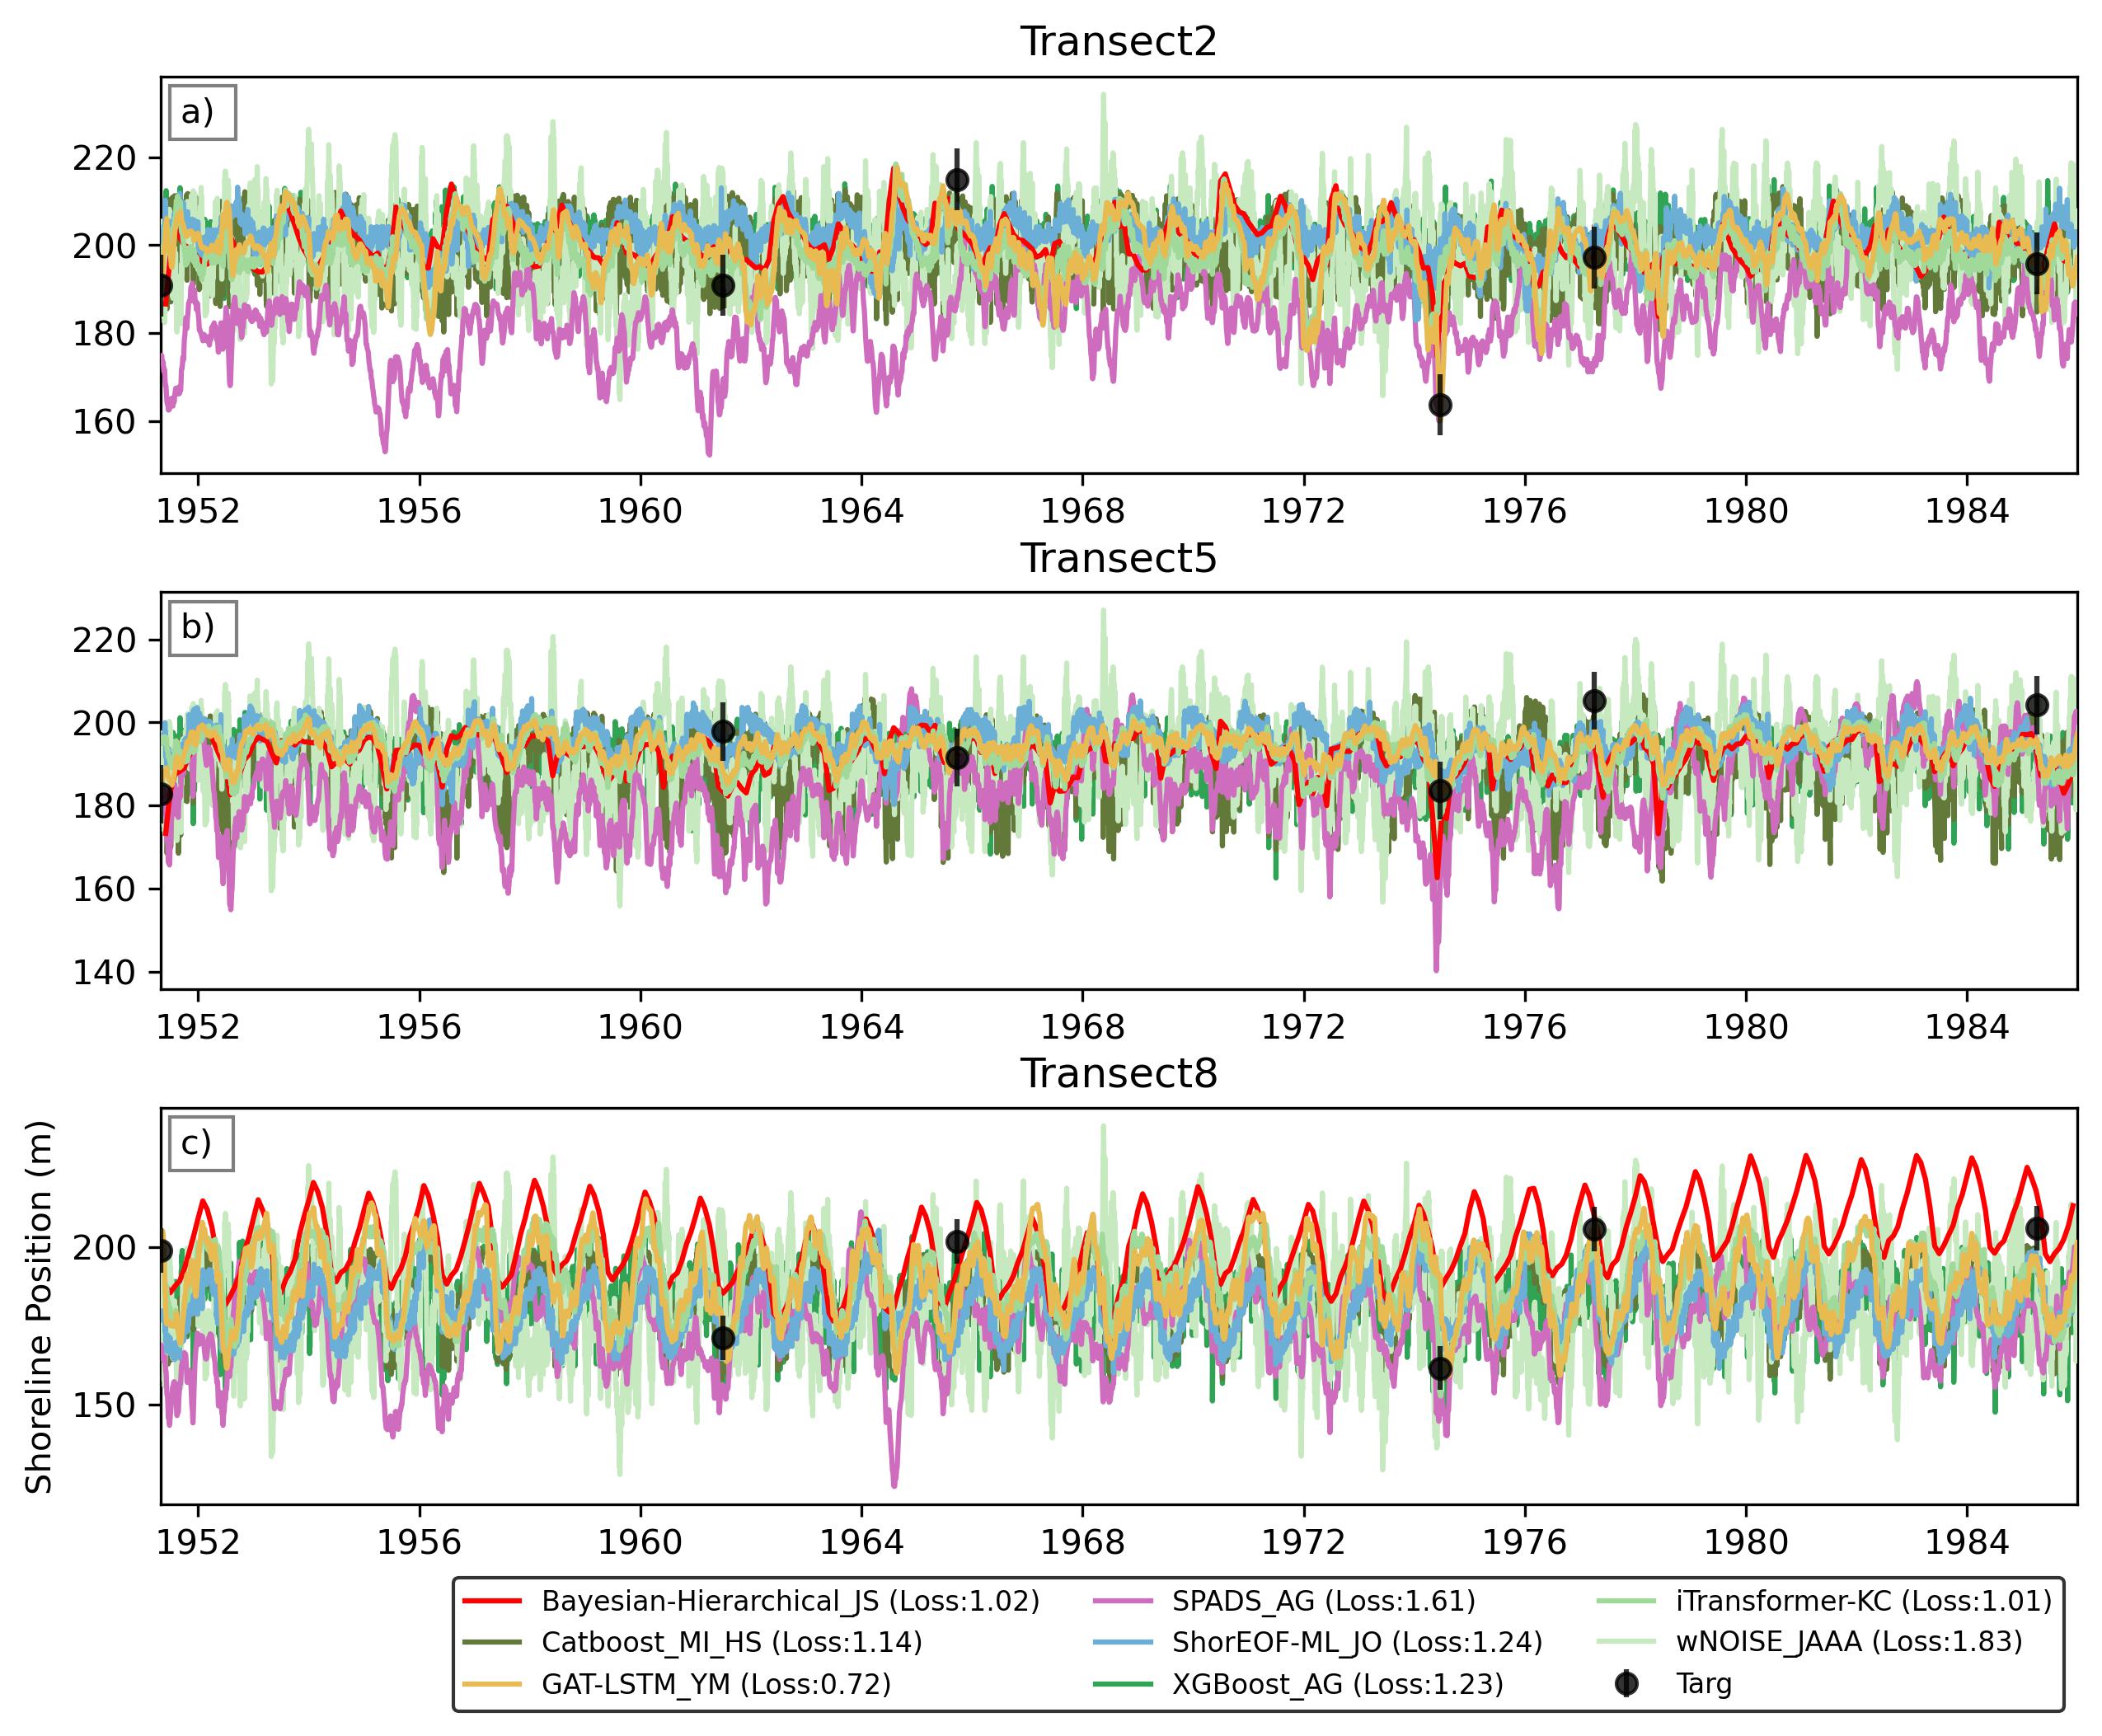 Transect2
a)
220
200
180
160
1952 1956 1960 1964 1968 1972 1976 1980 1984
Transect5
b)
220
200
180
160
140
1952 1956 1960 1964 1968 1972 1976 1980 1984
Transect8
c)
Shoreline Position (m)
200
150
1952 1956 1960 1964 1968 1972 1976 1980 1984
Bayesian-Hierarchical_JS (Loss:1.02) SPADS_AG (Loss:1.61) iTransformer-KC (Loss:1.01)
Catboost_MI_HS (Loss:1.14) ShorEOF-ML_JO (Loss:1.24) wNOISE_JAAA (Loss:1.83)
GAT-LSTM_YM (Loss:0.72) XGBoost_AG (Loss:1.23) Targ